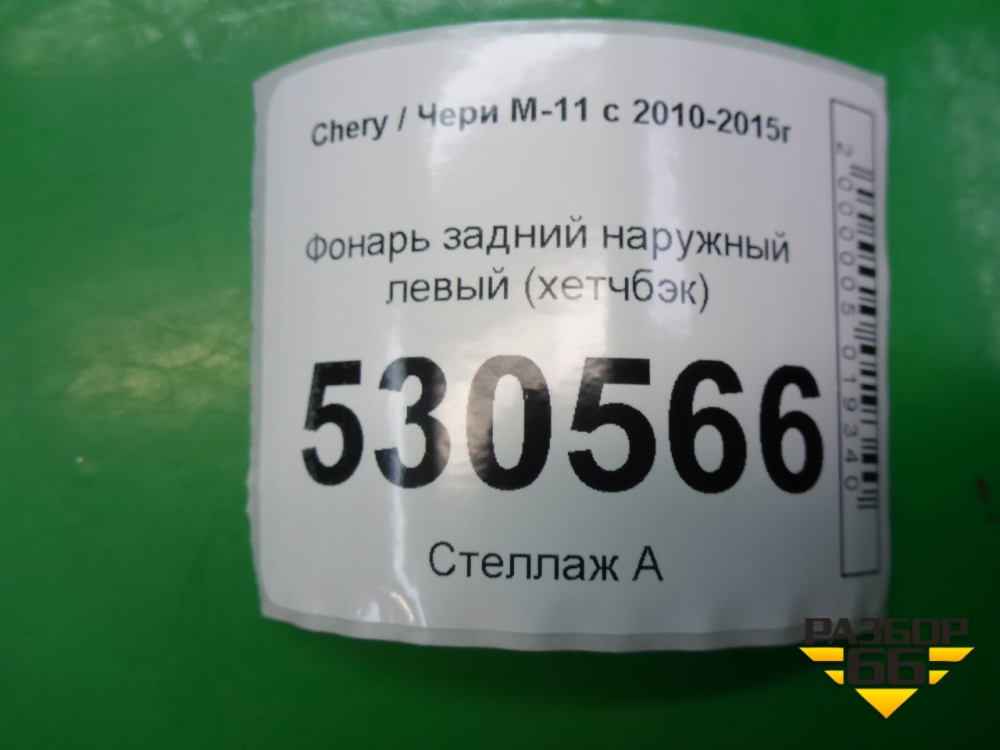 Chery / Чери М-11 с 2010-2015г
Фонарь задний наружный
левый (хетчбэк)
530566
Стеллаж А
2000005019340
РАЗБОР
66